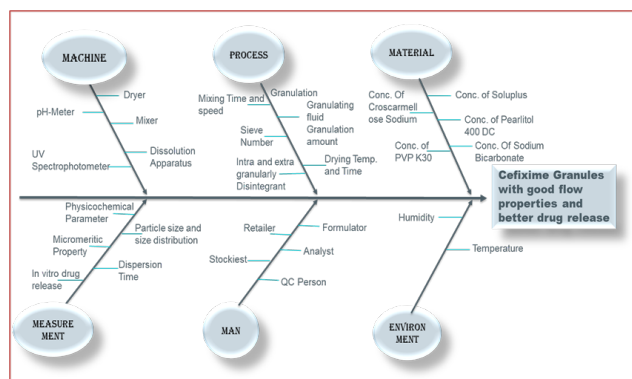 MACHINE
PROCESS
MATERIAL
Dryer
pH-Meter
Mixer
UV
Spectrophotometer
Dissolution
Apparatus
Granulation
Mixing Time and
speed
Granulating
fluid
Granulation
amount
Sieve
Number
Drying Temp.
and Time
Intra and extra
granularly
Disintegrant
Conc. Of
Croscarmell
ose Sodium
Conc. of Soluplus
Conc. of Pearlitol
400 DC
Conc. of
PVP K30
Conc. Of Sodium
Bicarbonate
Cefixime Granules
with good flow
properties and
better drug release
Physicochemical
Parameter
Particle size and
size distribution
Micromeritic
Property
Dispersion
Time
In vitro drug
release
Retailer
Formulator
Analyst
Stockiest
QC Person
Humidity
Temperature
MEASURE
MENT
MAN
ENVIRON
MENT